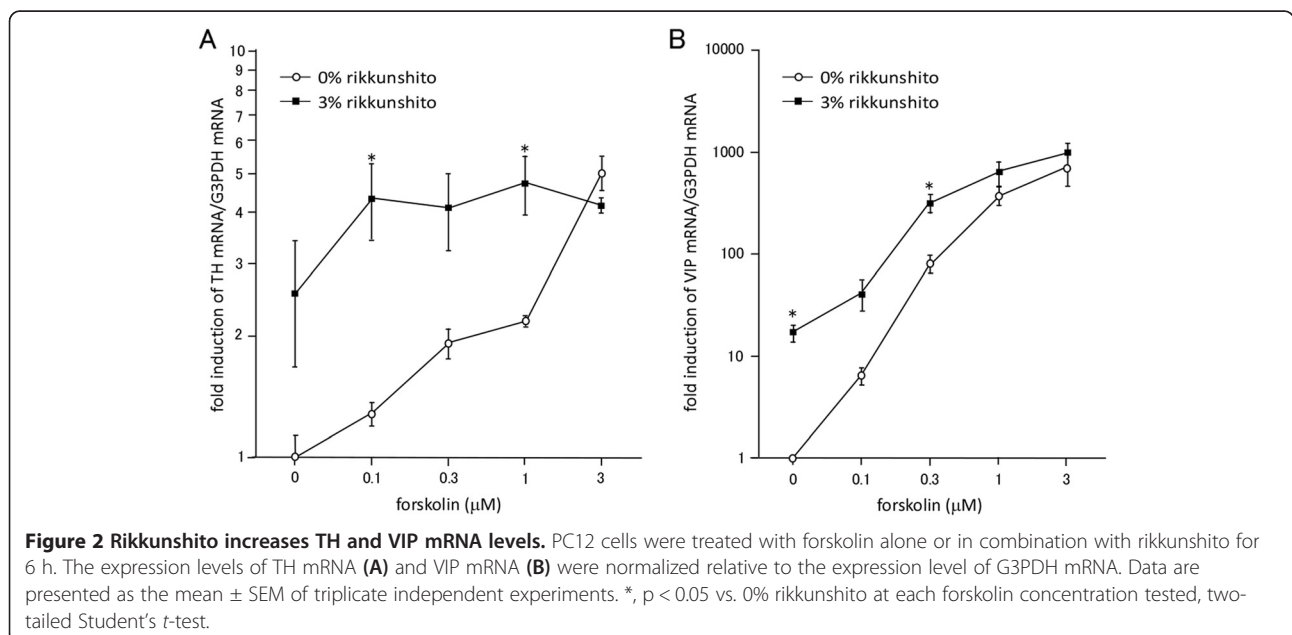 A
10
9
8
7
6
5
4
3
2
1
fold induction of TH mRNA/G3PDH mRNA
0% rikkunshito
3% rikkunshito
*
*
0
0.1
0.3
1
3
forskolin (μM)
B
10000
1000
100
10
1
fold induction of VIP mRNA/G3PDH mRNA
0% rikkunshito
3% rikkunshito
*
*
0
0.1
0.3
1
3
forskolin (μM)
Figure 2 Rikkunshito increases TH and VIP mRNA levels. PC12 cells were treated with forskolin alone or in combination with rikkunshito for
6 h. The expression levels of TH mRNA (A) and VIP mRNA (B) were normalized relative to the expression level of G3PDH mRNA. Data are
presented as the mean ± SEM of triplicate independent experiments. *, p < 0.05 vs. 0% rikkunshito at each forskolin concentration tested, two-
tailed Student's t-test.